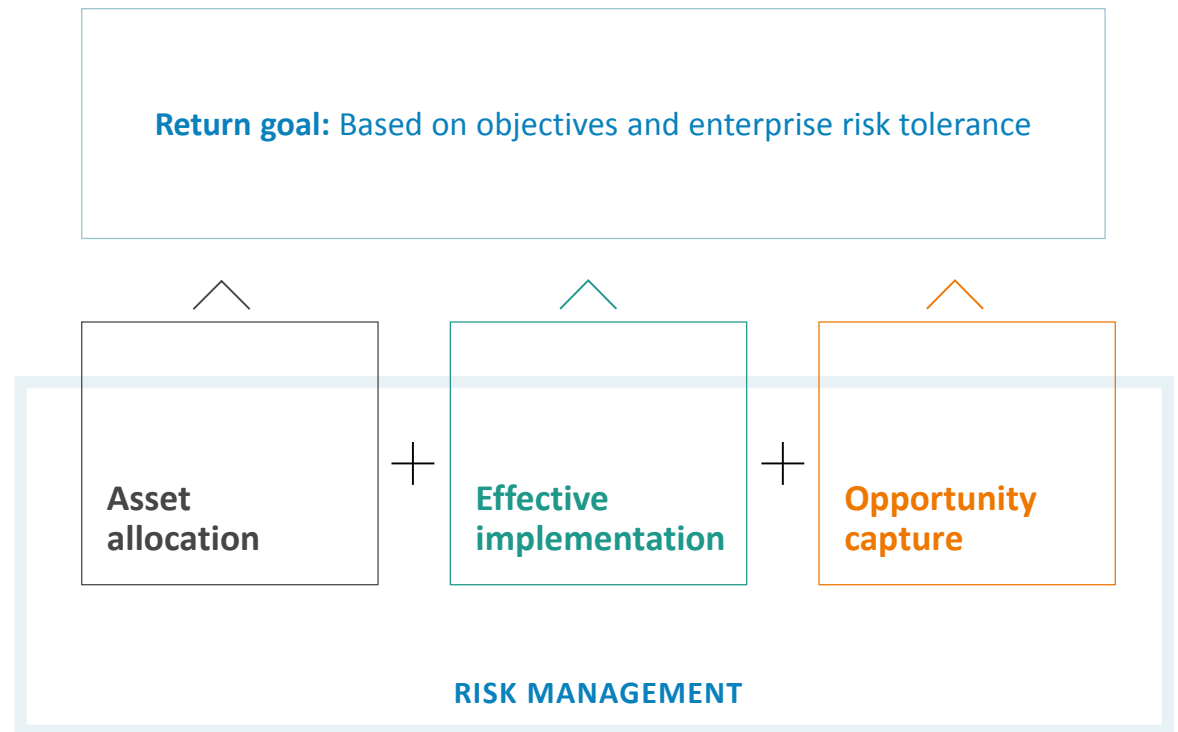 Return goal: Based on objectives and enterprise risk tolerance
Asset
allocation
Effective
implementation
Opportunity
capture
RISK MANAGEMENT